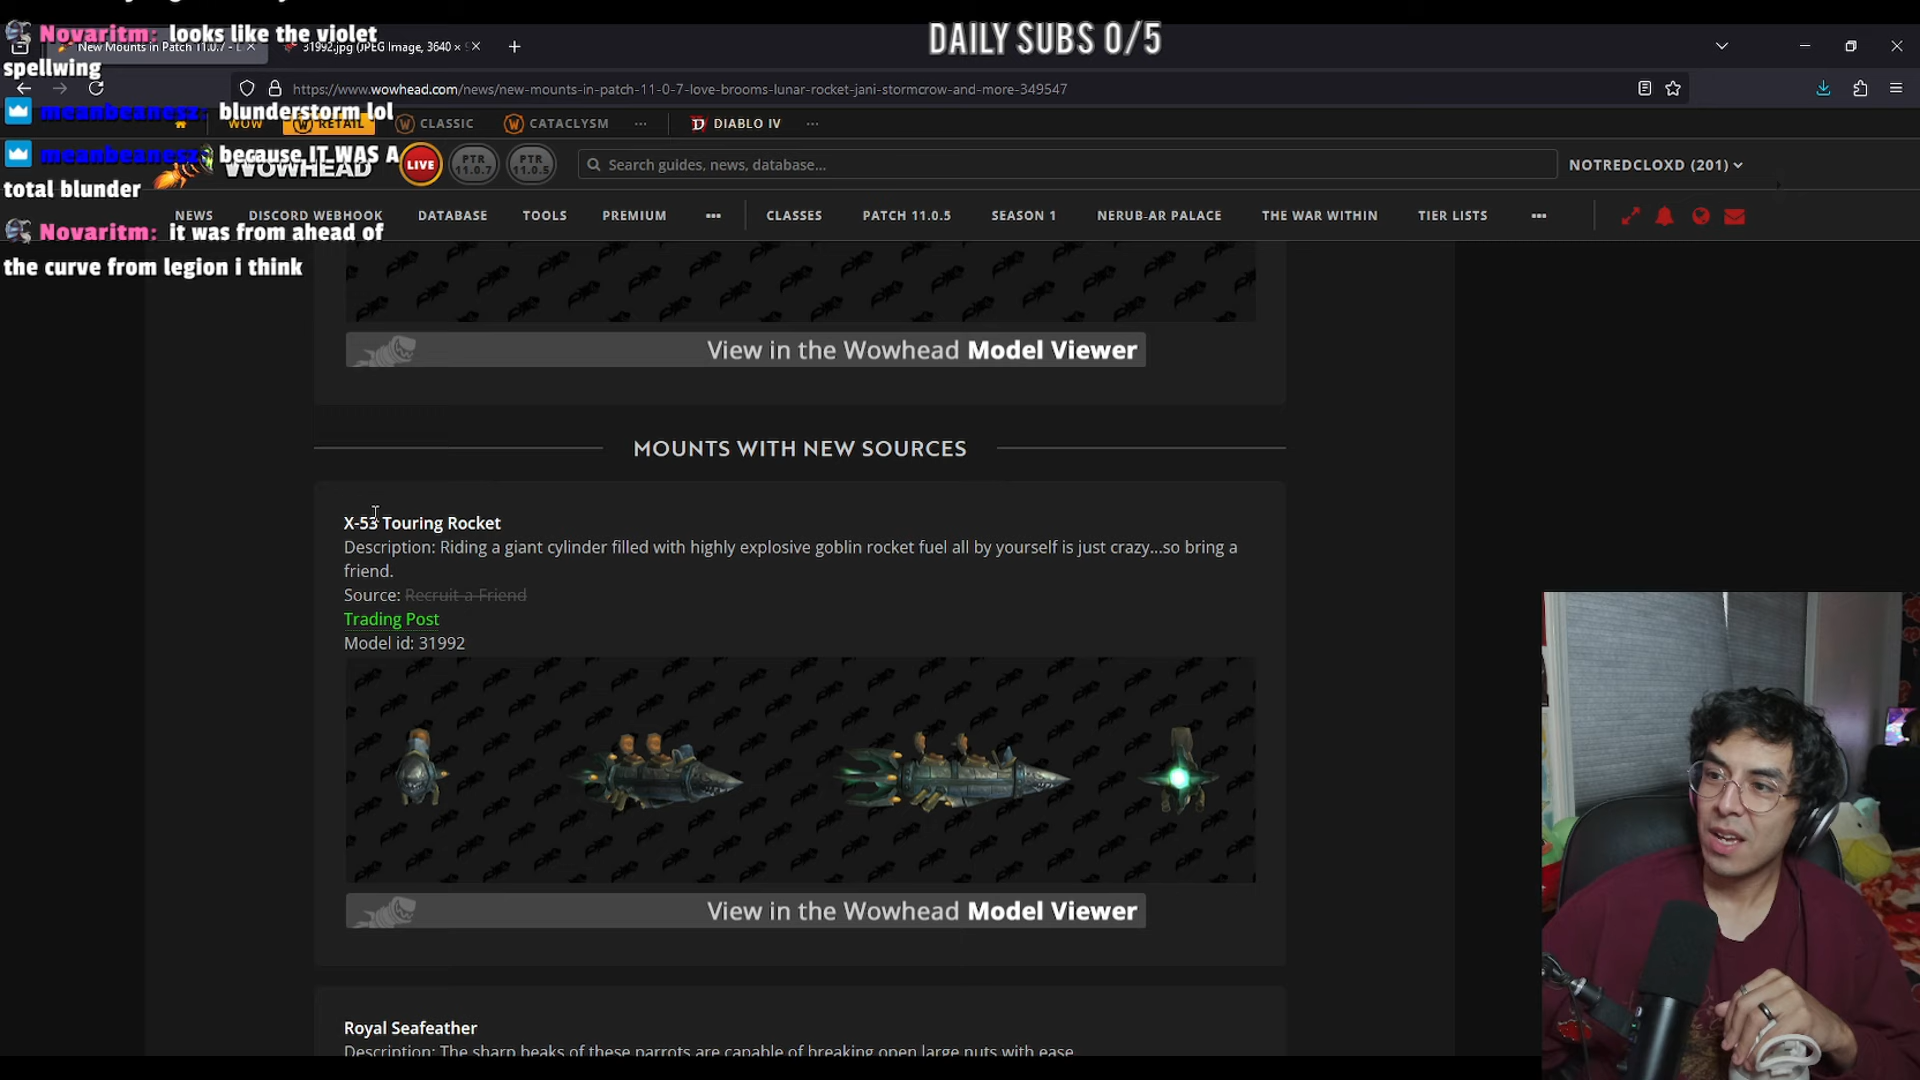 Novaritm: looks like the violet
spellwing
meanbeanesz: blunderstorm lol
meanbeanesz: because IT WAS A
total blunder
Novaritm: it was from ahead of
the curve from legion i think
DAILY SUBS 0/5
New Mounts in Patch 11.0.7 -
31992.jpg (JPEG Image, 3640 ×
https://www.wowhead.com/news/new-mounts-in-patch-11-0-7-love-brooms-lunar-rocket-jani-stormcrow-and-more-349547
WOW RETAIL CLASSIC CATACLYSM ... DIABLO IV ...
WOWHEAD LIVE PTR 11.0.7 PTR 11.0.5 Search guides, news, database... NOTREDCLOXD (201)
NEWS DISCORD WEBHOOK DATABASE TOOLS PREMIUM ... CLASSES PATCH 11.0.5 SEASON 1 NERUB-AR PALACE THE WAR WITHIN TIER LISTS ...
View in the Wowhead Model Viewer
MOUNTS WITH NEW SOURCES
X-53 Touring Rocket
Description: Riding a giant cylinder filled with highly explosive goblin rocket fuel all by yourself is just crazy...so bring a
friend.
Source: Recruit-a-Friend
Trading Post
Model id: 31992
View in the Wowhead Model Viewer
Royal Seafeather
Description: The sharp beaks of these parrots are capable of breaking open large nuts with ease.